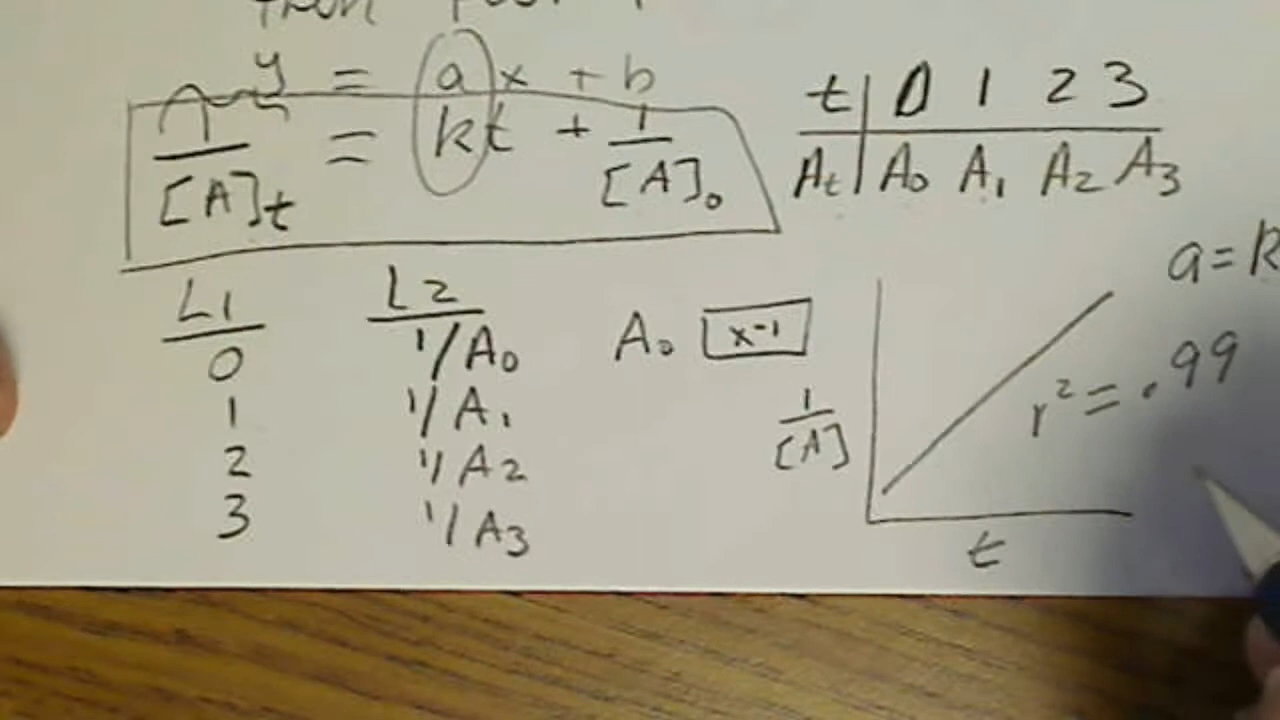 y = ax + b
1/[A]t = kt + 1/[A]0
t | 0 1 2 3
At | A0 A1 A2 A3
L1 L2
0 1/A0
1 1/A1
2 1/A2
3 1/A3
A0 x-1
a = k
r² = .99
1/[A]
t